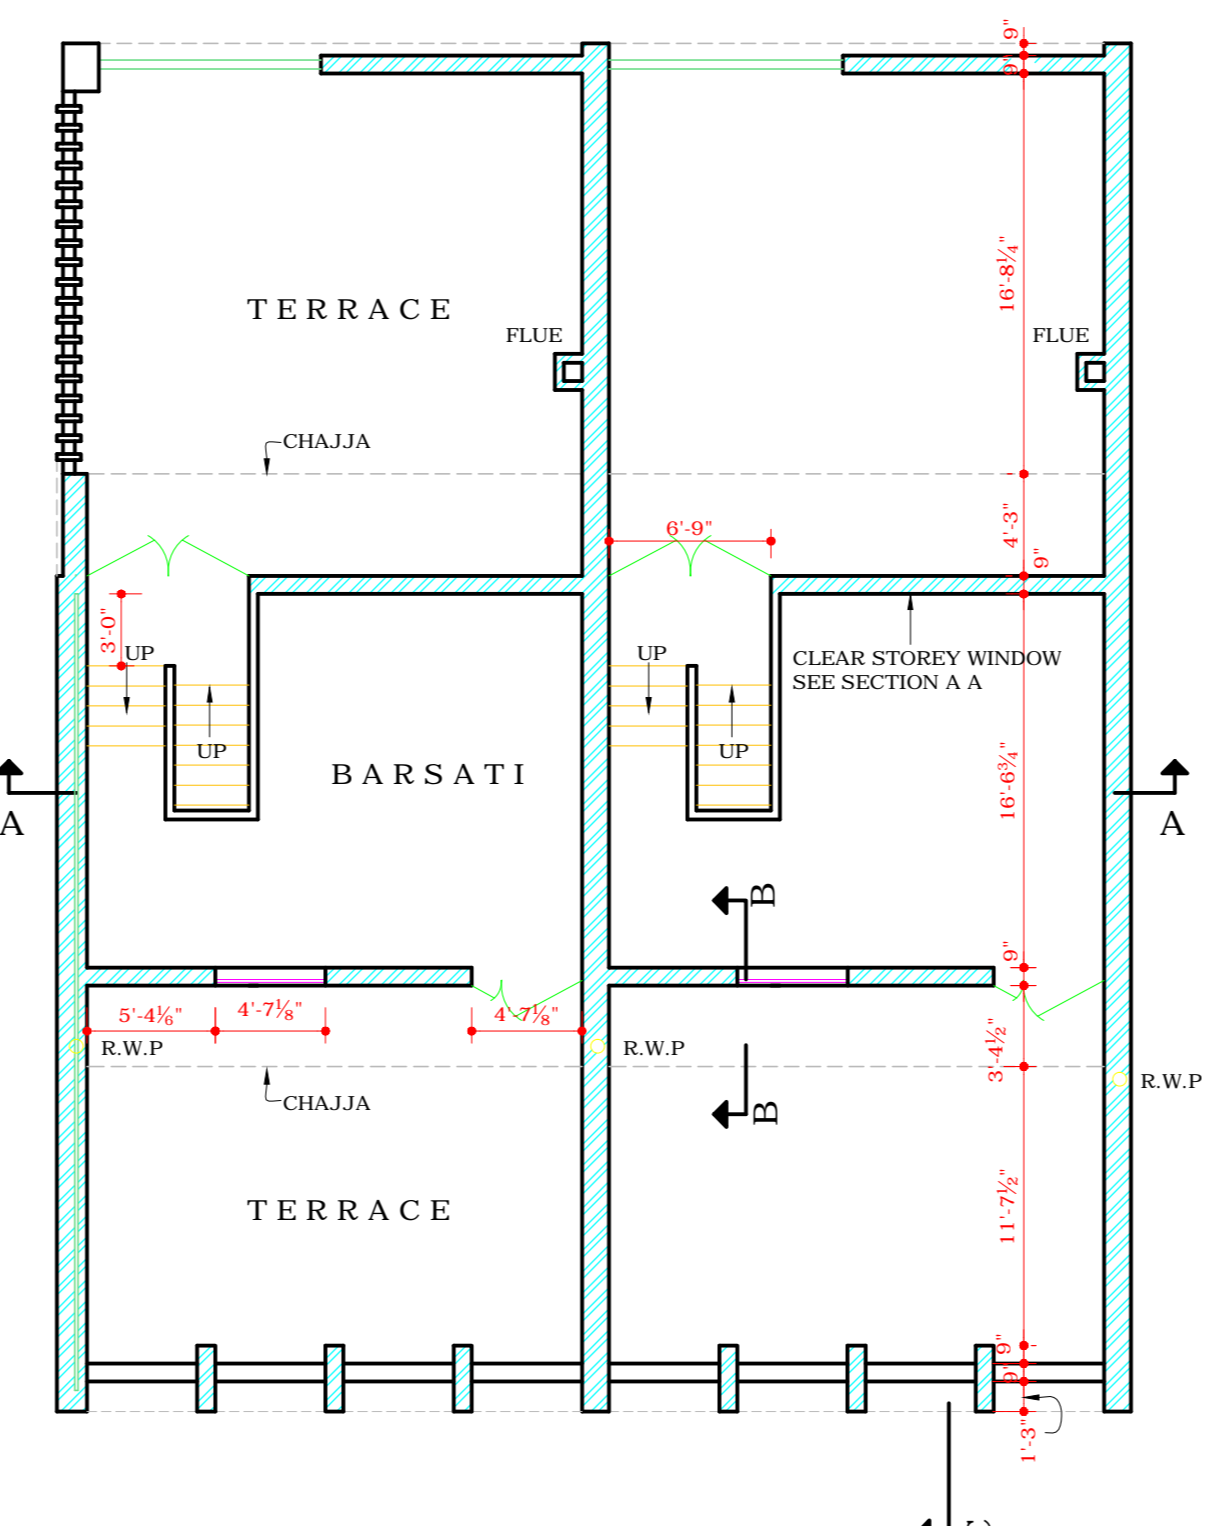 9"
9"
16'-8¼"
TERRACE
FLUE
FLUE
CHAJJA
4'-3"
6'-9"
9"
3'-0"
UP
UP
CLEAR STOREY WINDOW
SEE SECTION A A
UP
UP
BARSATI
16'-6¾"
A
A
B
9"
5'-4⅙"
4'-7⅛"
4'-7⅛"
R.W.P
R.W.P
3'-4½"
R.W.P
CHAJJA
B
TERRACE
11'-7½"
9"
9"
1'-3"